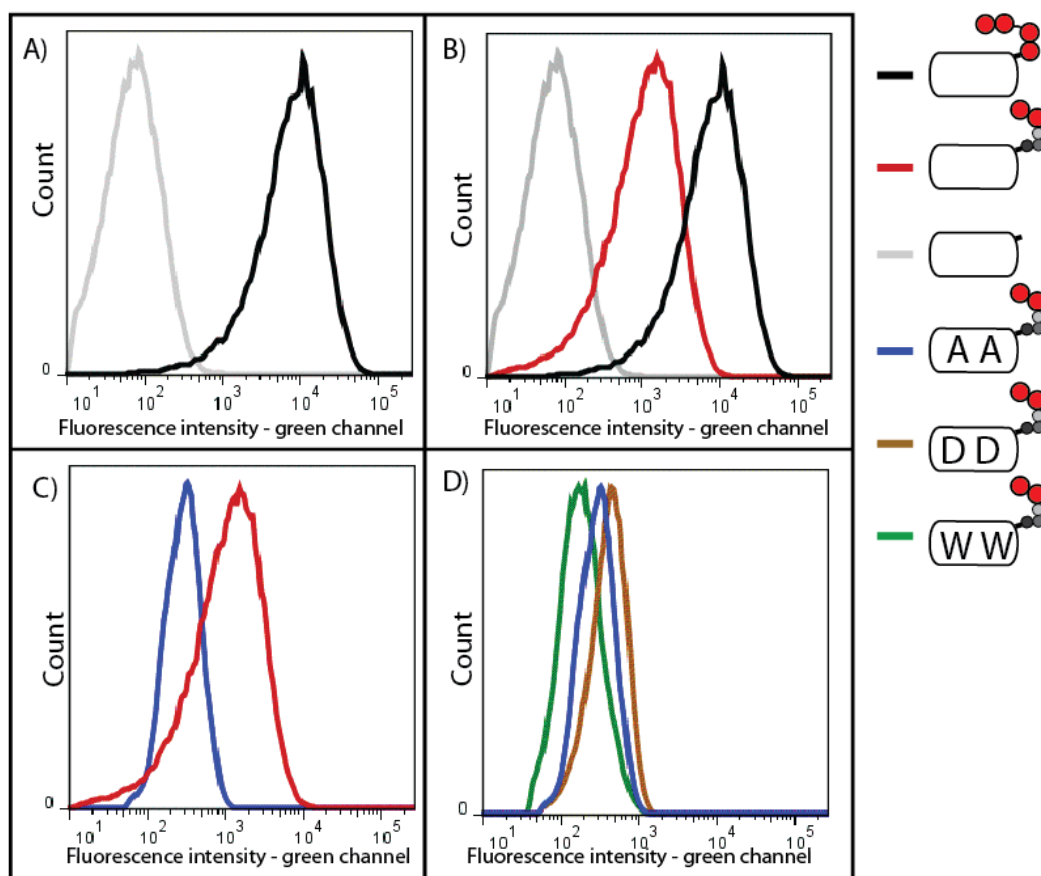 A)
Count
0
10^1 10^2 10^3 10^4 10^5
Fluorescence intensity - green channel
B)
Count
0
10^1 10^2 10^3 10^4 10^5
Fluorescence intensity - green channel
C)
Count
0
10^1 10^2 10^3 10^4 10^5
Fluorescence intensity - green channel
D)
Count
0
10^1 10^2 10^3 10^4 10^5
Fluorescence intensity - green channel
A A
D D
W W